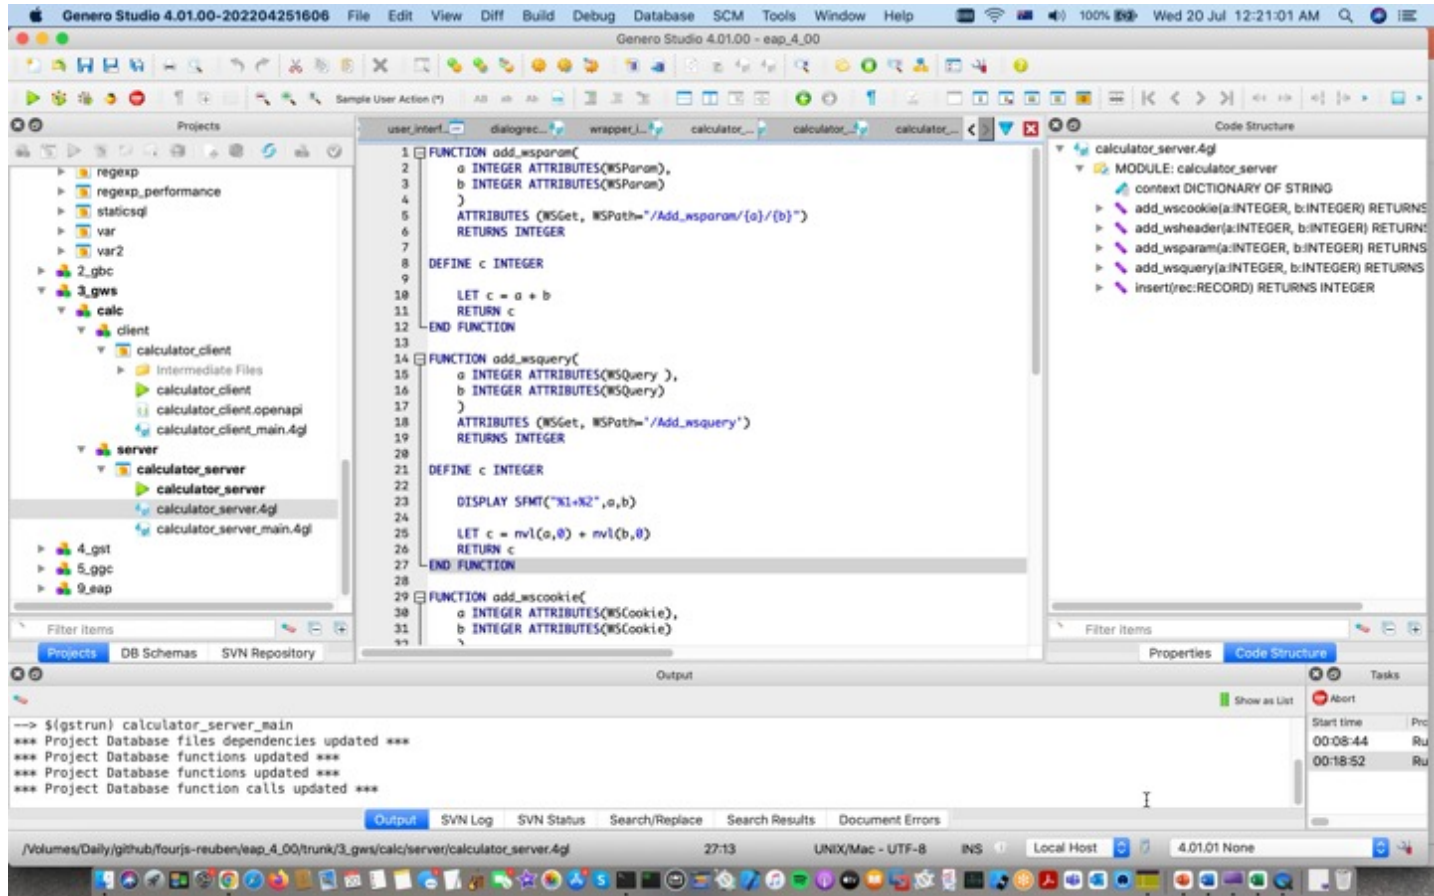 Genero Studio 4.01.00-202204251606 File Edit View Diff Build Debug Database SCM Tools Window Help 100% Wed 20 Jul 12:21:01 AM
Genero Studio 4.01.00 - eap_4_00
Sample User Action (*)
Projects
user_interf... dialogrec... wrapper_i... calculator_... calculator_... calculator_...
Code Structure
regexp
regexp_performance
staticsql
var
var2
2_gbc
3_gws
calc
client
calculator_client
Intermediate Files
calculator_client
calculator_client.openapi
calculator_client_main.4gl
server
calculator_server
calculator_server
calculator_server.4gl
calculator_server_main.4gl
4_gst
5_ggc
9_eap
Filter items
Projects DB Schemas SVN Repository
1 FUNCTION add_wsparam(
2 a INTEGER ATTRIBUTES(WSParam),
3 b INTEGER ATTRIBUTES(WSParam)
4 )
5 ATTRIBUTES (WSGet, WSPath="/Add_wsparam/{a}/{b}")
6 RETURNS INTEGER
7
8 DEFINE c INTEGER
9
10 LET c = a + b
11 RETURN c
12 END FUNCTION
13
14 FUNCTION add_wsquery(
15 a INTEGER ATTRIBUTES(WSQuery ),
16 b INTEGER ATTRIBUTES(WSQuery)
17 )
18 ATTRIBUTES (WSGet, WSPath="/Add_wsquery")
19 RETURNS INTEGER
20
21 DEFINE c INTEGER
22
23 DISPLAY SFMT("%1+%2",a,b)
24
25 LET c = nvl(a,0) + nvl(b,0)
26 RETURN c
27 END FUNCTION
28
29 FUNCTION add_wscookie(
30 a INTEGER ATTRIBUTES(WSCookie),
31 b INTEGER ATTRIBUTES(WSCookie)
calculator_server.4gl
MODULE: calculator_server
context DICTIONARY OF STRING
add_wscookie(a:INTEGER, b:INTEGER) RETURNS
add_wsheader(a:INTEGER, b:INTEGER) RETURNS
add_wsparam(a:INTEGER, b:INTEGER) RETURNS
add_wsquery(a:INTEGER, b:INTEGER) RETURNS
insert(rec:RECORD) RETURNS INTEGER
Filter items
Properties Code Structure
Output
Tasks
Show as List
Abort
--> $(gstrun) calculator_server_main
*** Project Database files dependencies updated ***
*** Project Database functions updated ***
*** Project Database functions updated ***
*** Project Database function calls updated ***
Start time Prc
00:08:44 Ru
00:18:52 Ru
Output SVN Log SVN Status Search/Replace Search Results Document Errors
/Volumes/Daily/github/fourjs-reuben/eap_4_00/trunk/3_gws/calc/server/calculator_server.4gl 27:13 UNIX/Mac - UTF-8 INS Local Host 4.01.01 None